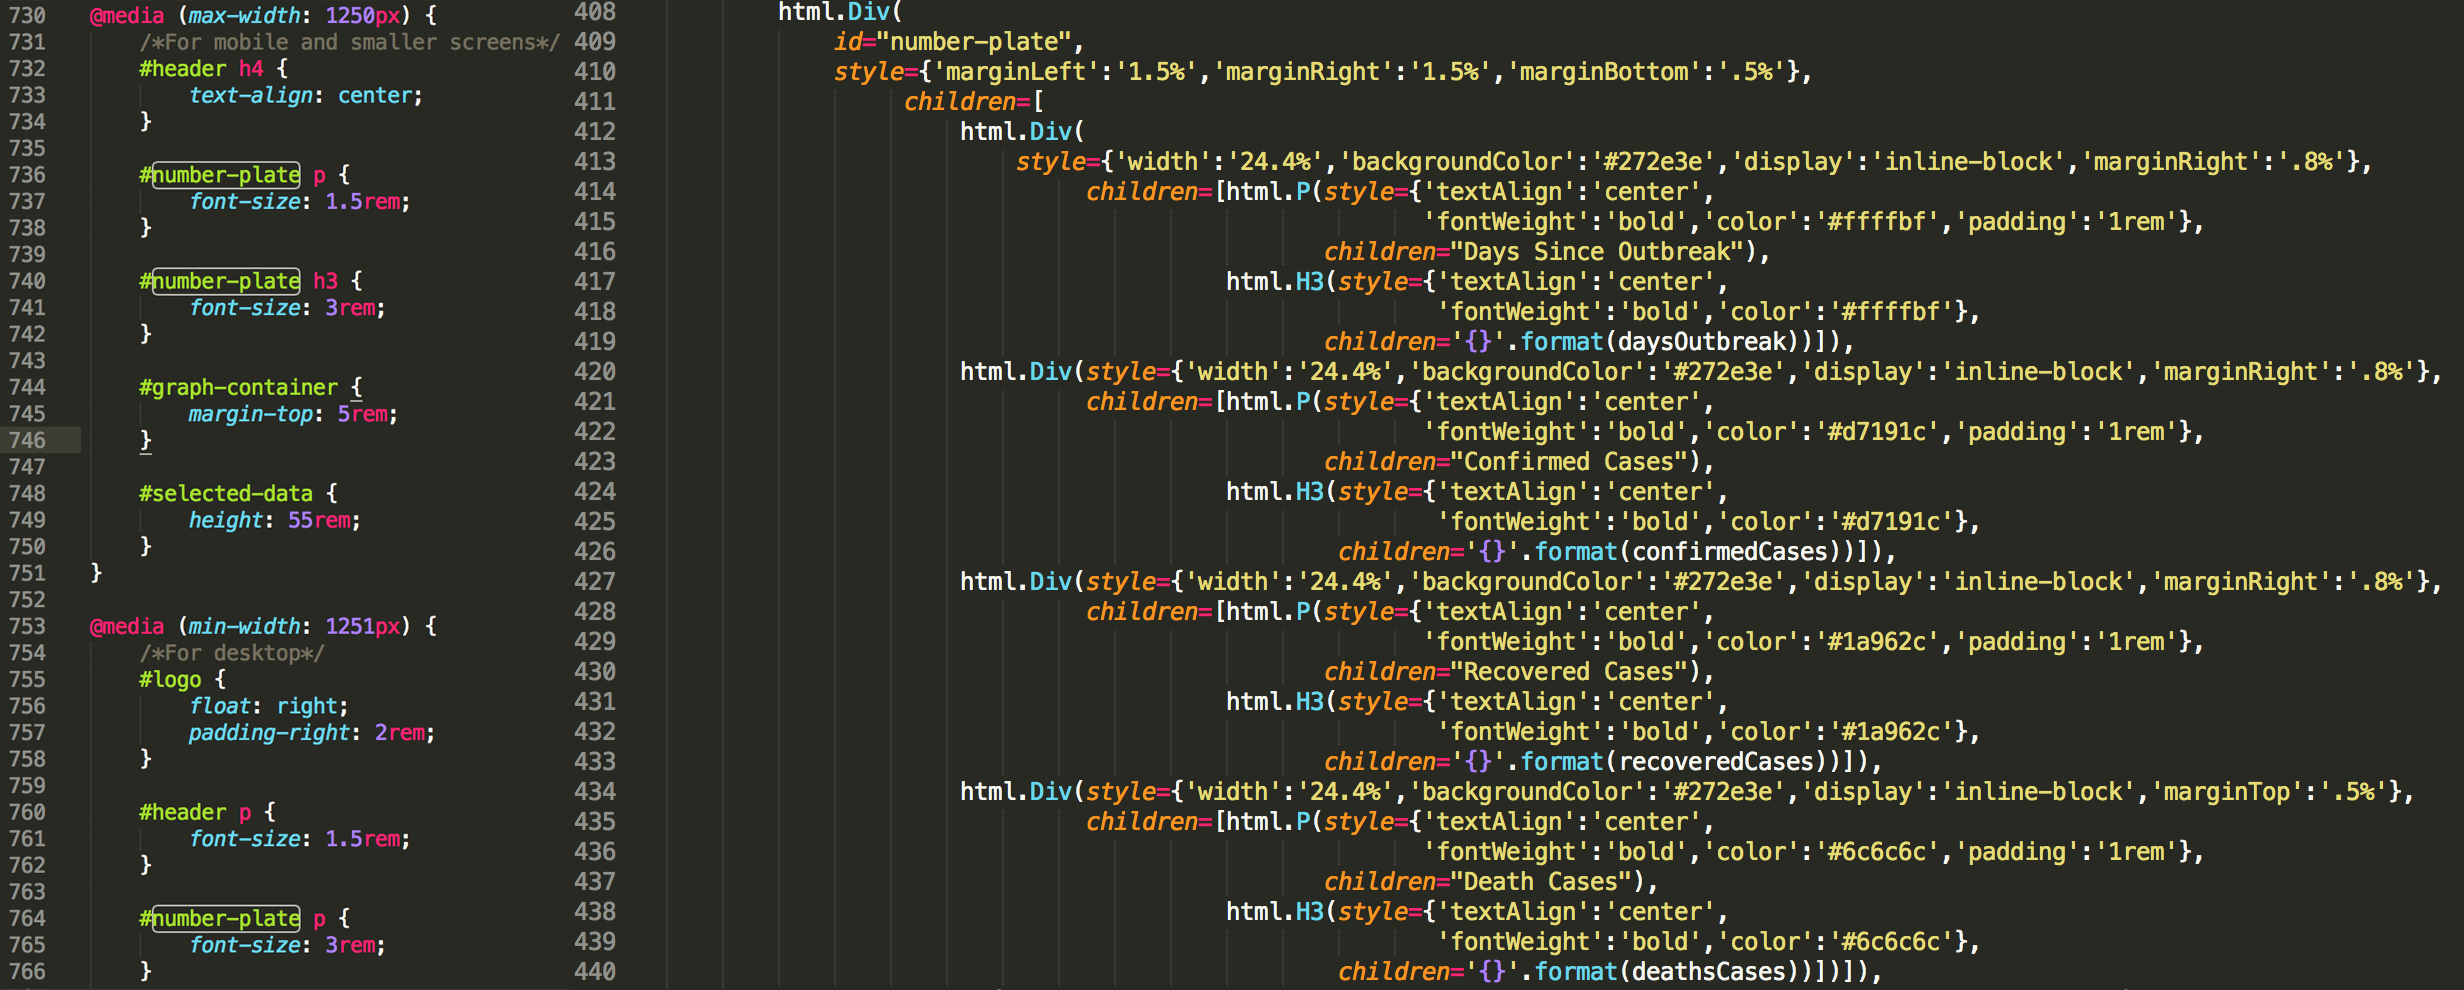 730 @media (max-width: 1250px) {
731 /*For mobile and smaller screens*/
732 #header h4 {
733 text-align: center;
734 }
735
736 #number-plate p {
737 font-size: 1.5rem;
738 }
739
740 #number-plate h3 {
741 font-size: 3rem;
742 }
743
744 #graph-container {
745 margin-top: 5rem;
746 }
747
748 #selected-data {
749 height: 55rem;
750 }
751 }
752
753 @media (min-width: 1251px) {
754 /*For desktop*/
755 #logo {
756 float: right;
757 padding-right: 2rem;
758 }
759
760 #header p {
761 font-size: 1.5rem;
762 }
763
764 #number-plate p {
765 font-size: 3rem;
766 }
408 html.Div(
409 id="number-plate",
410 style={'marginLeft':'1.5%','marginRight':'1.5%','marginBottom':'.5%'},
411 children=[
412 html.Div(
413 style={'width':'24.4%','backgroundColor':'#272e3e','display':'inline-block','marginRight':'.8%'},
414 children=[html.P(style={'textAlign':'center',
415 'fontWeight':'bold','color':'#ffffbf','padding':'1rem'},
416 children="Days Since Outbreak"),
417 html.H3(style={'textAlign':'center',
418 'fontWeight':'bold','color':'#ffffbf'},
419 children='{}'.format(daysOutbreak))]),
420 html.Div(style={'width':'24.4%','backgroundColor':'#272e3e','display':'inline-block','marginRight':'.8%'},
421 children=[html.P(style={'textAlign':'center',
422 'fontWeight':'bold','color':'#d7191c','padding':'1rem'},
423 children="Confirmed Cases"),
424 html.H3(style={'textAlign':'center',
425 'fontWeight':'bold','color':'#d7191c'},
426 children='{}'.format(confirmedCases))]),
427 html.Div(style={'width':'24.4%','backgroundColor':'#272e3e','display':'inline-block','marginRight':'.8%'},
428 children=[html.P(style={'textAlign':'center',
429 'fontWeight':'bold','color':'#1a962c','padding':'1rem'},
430 children="Recovered Cases"),
431 html.H3(style={'textAlign':'center',
432 'fontWeight':'bold','color':'#1a962c'},
433 children='{}'.format(recoveredCases))]),
434 html.Div(style={'width':'24.4%','backgroundColor':'#272e3e','display':'inline-block','marginTop':'.5%'},
435 children=[html.P(style={'textAlign':'center',
436 'fontWeight':'bold','color':'#6c6c6c','padding':'1rem'},
437 children="Death Cases"),
438 html.H3(style={'textAlign':'center',
439 'fontWeight':'bold','color':'#6c6c6c'},
440 children='{}'.format(deathsCases))])]),